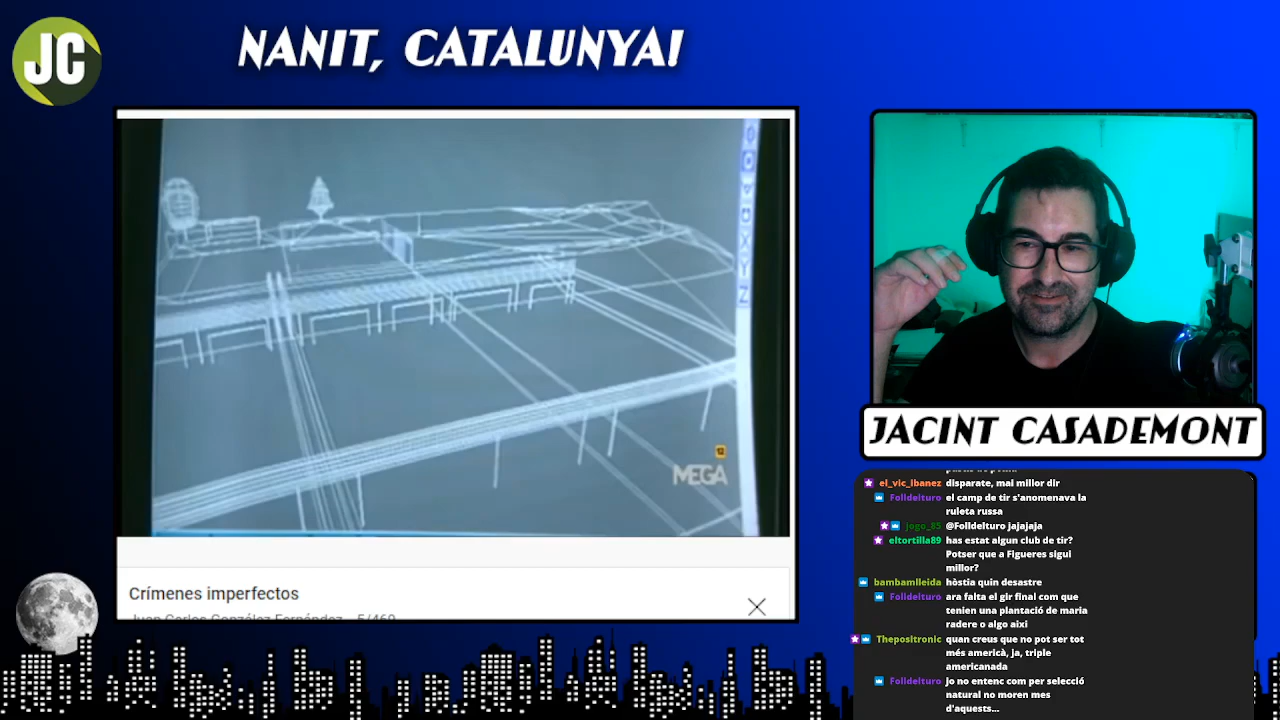 JC
NANIT, CATALUNYA!
MEGA
12
Crímenes imperfectos
JACINT CASADEMONT
el_vic_lbanez disparate, mai millor dir
Folldelturo el camp de tir s'anomenava la
ruleta russa
jogo_85 @Folldelturo jajajaja
eltortilla89 has estat algun club de tir?
Potser que a Figueres sigui
millor?
bambamlleida hòstia quin desastre
Folldelturo ara falta el gir final com que
tenien una plantació de maria
radere o algo aixi
Thepositronic quan creus que no pot ser tot
més americà, ja, triple
americanada
Folldelturo Jo no entenc com per selecció
natural no moren mes
d'aquests...